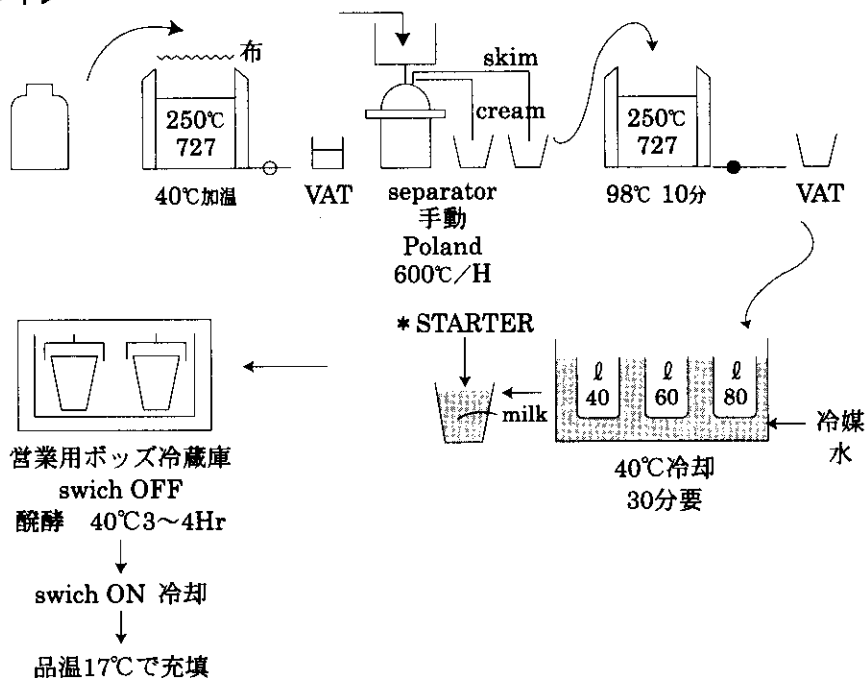 布
250℃
727
40℃加温
VAT
skim
cream
separator
手動
Poland
600℃/H
250℃
727
98℃ 10分
VAT
営業用ボッズ冷蔵庫
swich OFF
醗酵 40℃3～4Hr
swich ON 冷却
品温17℃で充填
* STARTER
milk
ℓ 40
ℓ 60
ℓ 80
冷媒
水
40℃冷却
30分要